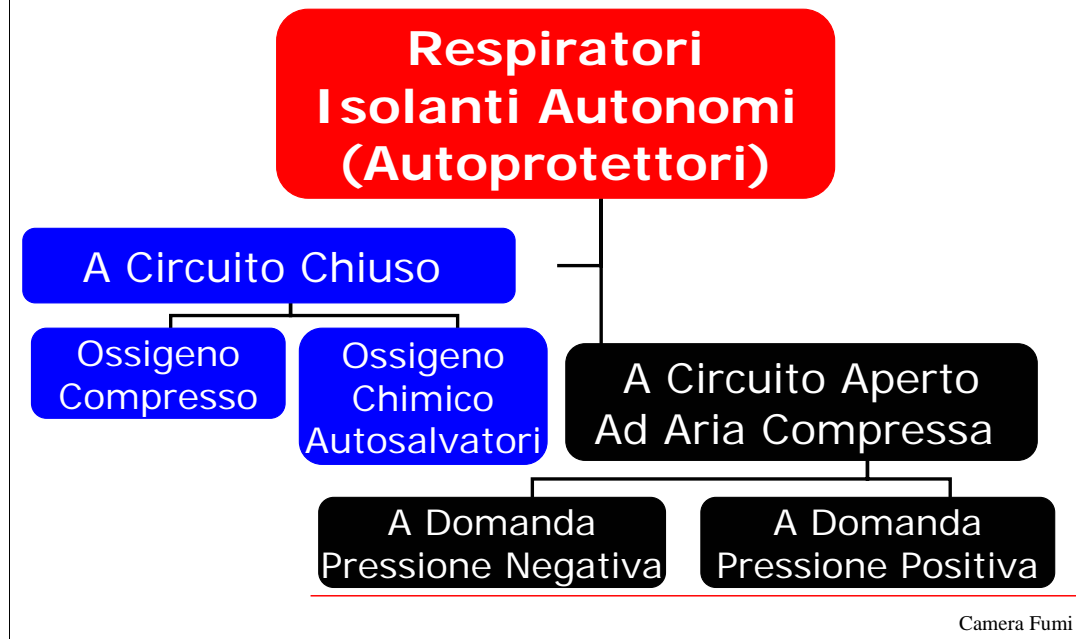 Respiratori
Isolanti Autonomi
(Autoprotettori)
A Circuito Chiuso
Ossigeno
Compresso
Ossigeno
Chimico
Autosalvatori
A Circuito Aperto
Ad Aria Compressa
A Domanda
Pressione Negativa
A Domanda
Pressione Positiva
Camera Fumi